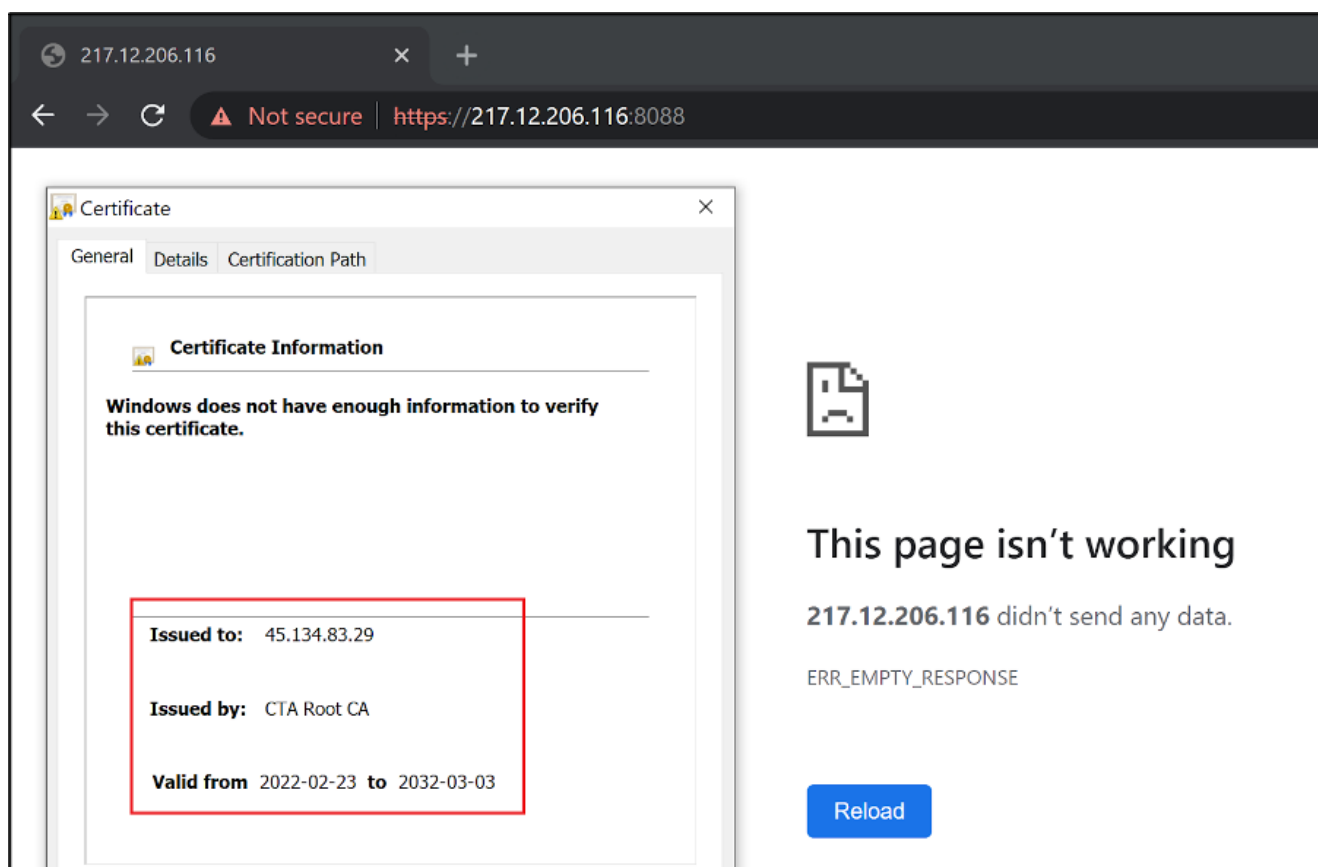 217.12.206.116
Not secure https://217.12.206.116:8088
Certificate
General Details Certification Path
Certificate Information
Windows does not have enough information to verify
this certificate.
Issued to: 45.134.83.29
Issued by: CTA Root CA
Valid from 2022-02-23 to 2032-03-03
This page isn’t working
217.12.206.116 didn’t send any data.
ERR_EMPTY_RESPONSE
Reload